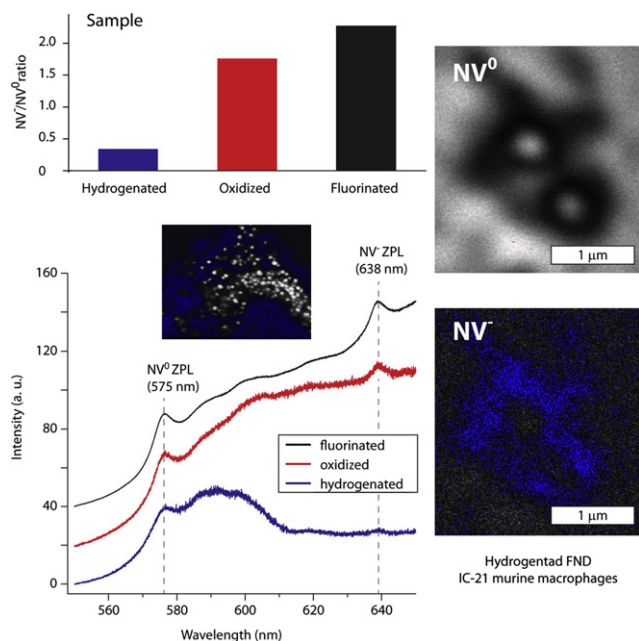 Sample
2.0
1.5
1.0
0.5
0
NV⁻/NV⁰ratio
Hydrogenated Oxidized Fluorinated
NV⁰
1 μm
NV⁻ ZPL
(638 nm)
NV⁰ ZPL
(575 nm)
160
120
80
40
0
Intensity (a. u.)
fluorinated
oxidized
hydrogenated
560 580 600 620 640
Wavelength (nm)
NV⁻
1 μm
Hydrogentad FND
IC-21 murine macrophages